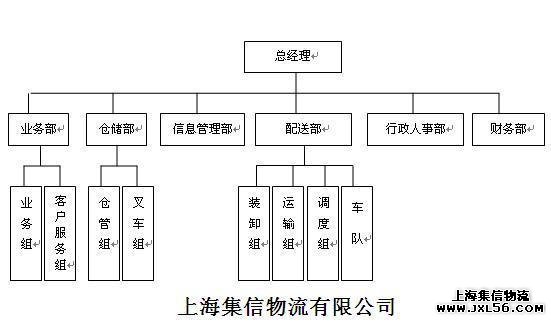 总经理
业务部
仓储部
信息管理部
配送部
行政人事部
财务部
业务组
客户服务组
仓管组
叉车组
装卸组
运输组
调度组
车队
上海集信物流有限公司
上海集信物流
www.JXL56.com